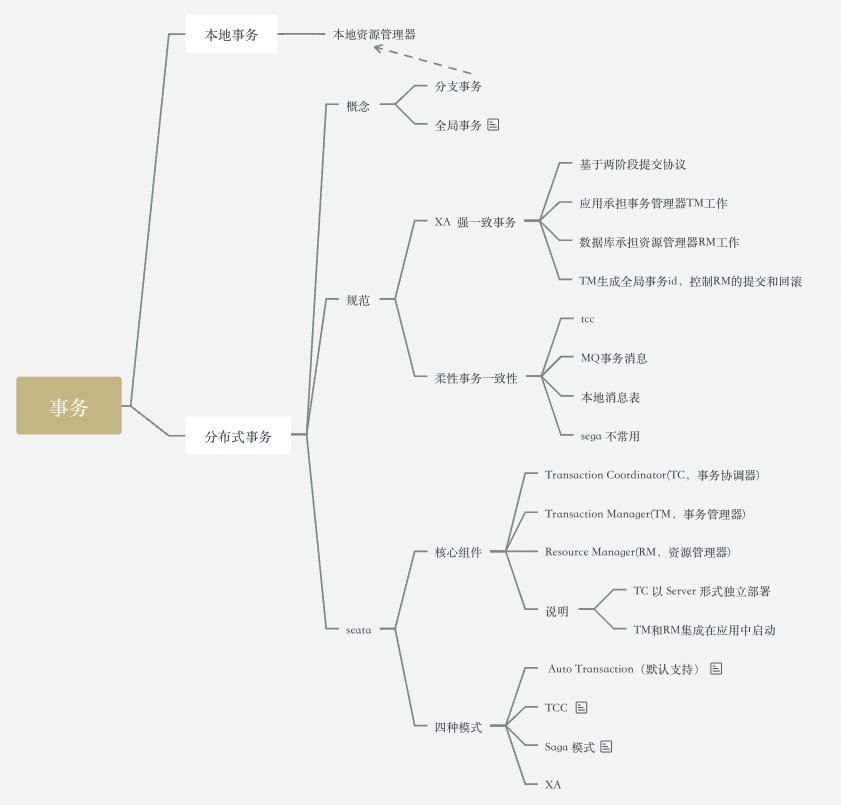 事务
本地事务
本地资源管理器
分布式事务
概念
分支事务
全局事务
规范
XA 强一致事务
基于两阶段提交协议
应用承担事务管理器TM工作
数据库承担资源管理器RM工作
TM生成全局事务id，控制RM的提交和回滚
柔性事务一致性
tcc
MQ事务消息
本地消息表
sega 不常用
seata
核心组件
Transaction Coordinator(TC，事务协调器)
Transaction Manager(TM，事务管理器)
Resource Manager(RM，资源管理器)
说明
TC 以 Server 形式独立部署
TM和RM集成在应用中启动
四种模式
Auto Transaction（默认支持）
TCC
Saga 模式
XA